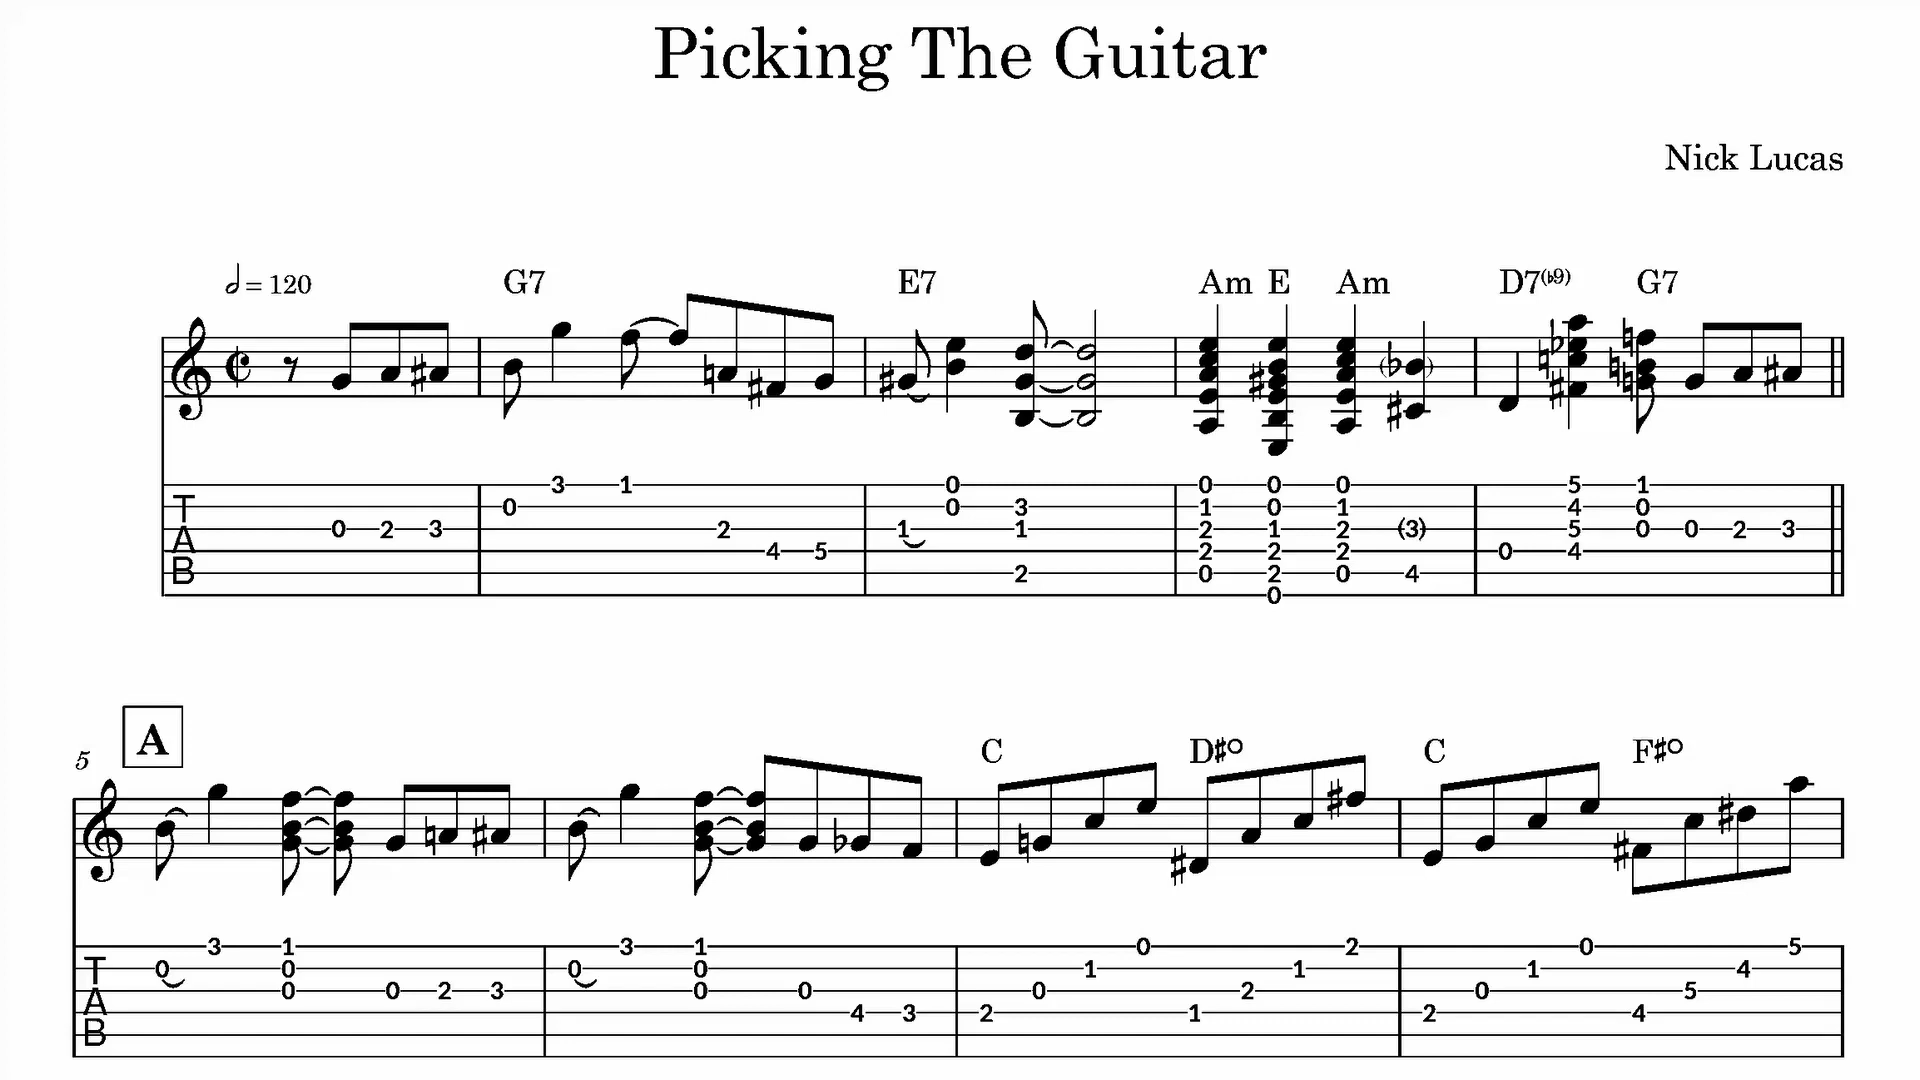 Picking The Guitar
Nick Lucas
𝅗𝅥 = 120
G7 E7 Am E Am D7(♭9) G7
3 1 0 0 0 0 5 1
T 0 0 3 1 0 1 4 0
0 2 3 2 1 1 2 1 2 (3) 5 0 0 2 3
A 4 5 2 2 2 0 4
B 2 0 2 0 4
0
A
5 C D♯○ C F♯○
3 1 3 1 0 2 0 5
T 0 0 0 0 1 1 1 4
0 0 2 3 0 0 0 2 0 5
A 4 3 2 1 2 4
B